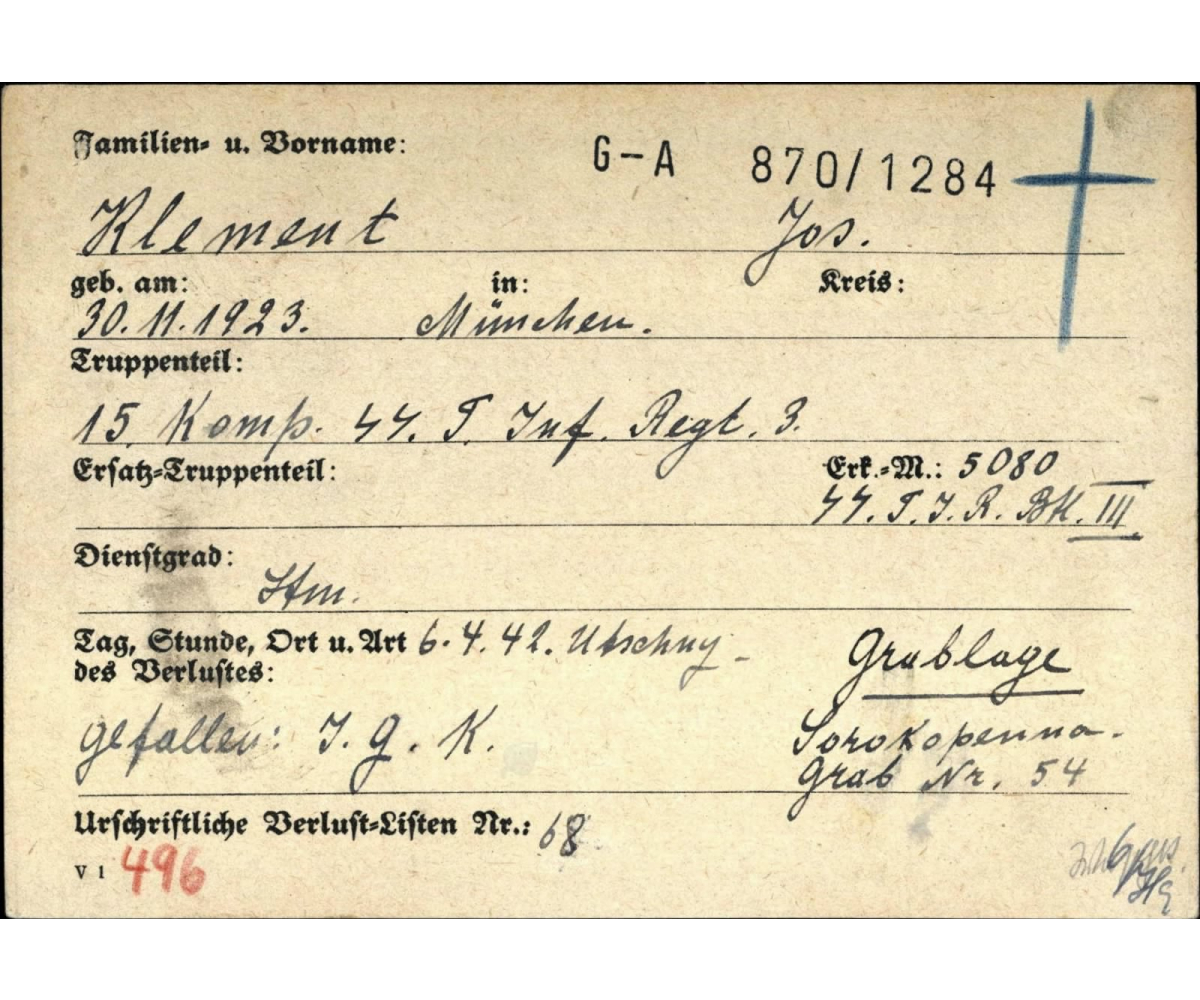 Familien- u. Vorname:
G-A 870/1284
Klement Jos.
geb. am: in: Kreis:
30.11.1923. München.
Truppenteil:
15. Komp. 44. T. Inf. Regt. 3.
Ersatz-Truppenteil: Erk.-M.: 5080
44. T. J. R. BK. III
Dienstgrad:
Stm.
Tag, Stunde, Ort u. Art 6.4.42. Utschny
des Verlustes:
Grablage
gefallen: J. G. K.
Sorokopenna.
Grab Nr. 54
Urschriftliche Verlust-Listen Nr.: 68
V 1 496